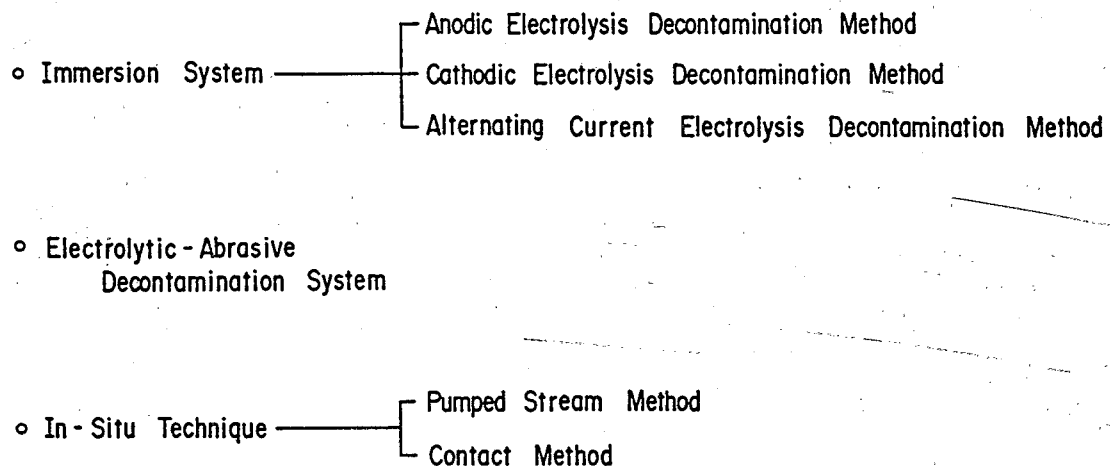 Anodic Electrolysis Decontamination Method
o Immersion System
Cathodic Electrolysis Decontamination Method
Alternating Current Electrolysis Decontamination Method
o Electrolytic-Abrasive
Decontamination System
Pumped Stream Method
o In-Situ Technique
Contact Method